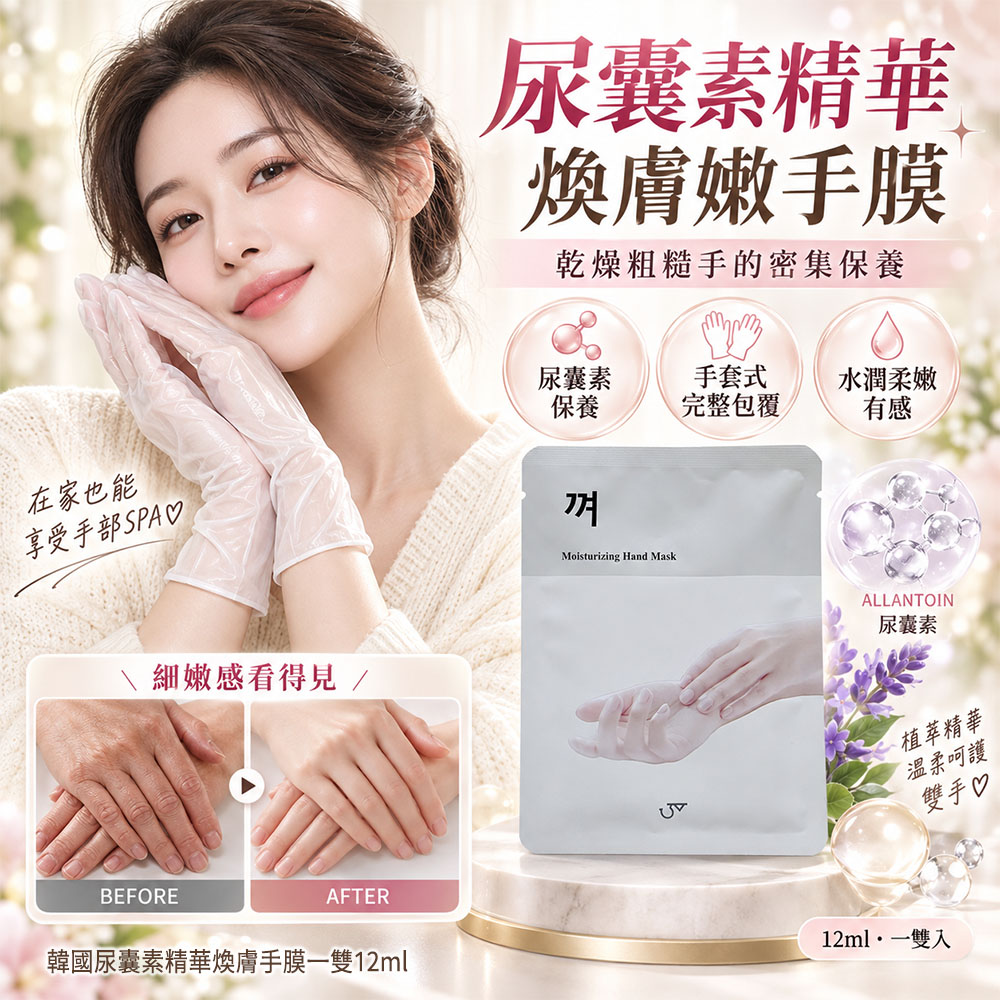 尿囊素精華
煥膚嫩手膜
乾燥粗糙手的密集保養
尿囊素
保養
手套式
完整包覆
水潤柔嫩
有感
在家也能
享受手部SPA♡
껴
Moisturizing Hand Mask
ALLANTOIN
尿囊素
植萃精華
溫柔呵護
雙手♡
細嫩感看得見
BEFORE
AFTER
12ml・一雙入
韓國尿囊素精華煥膚手膜一雙12ml